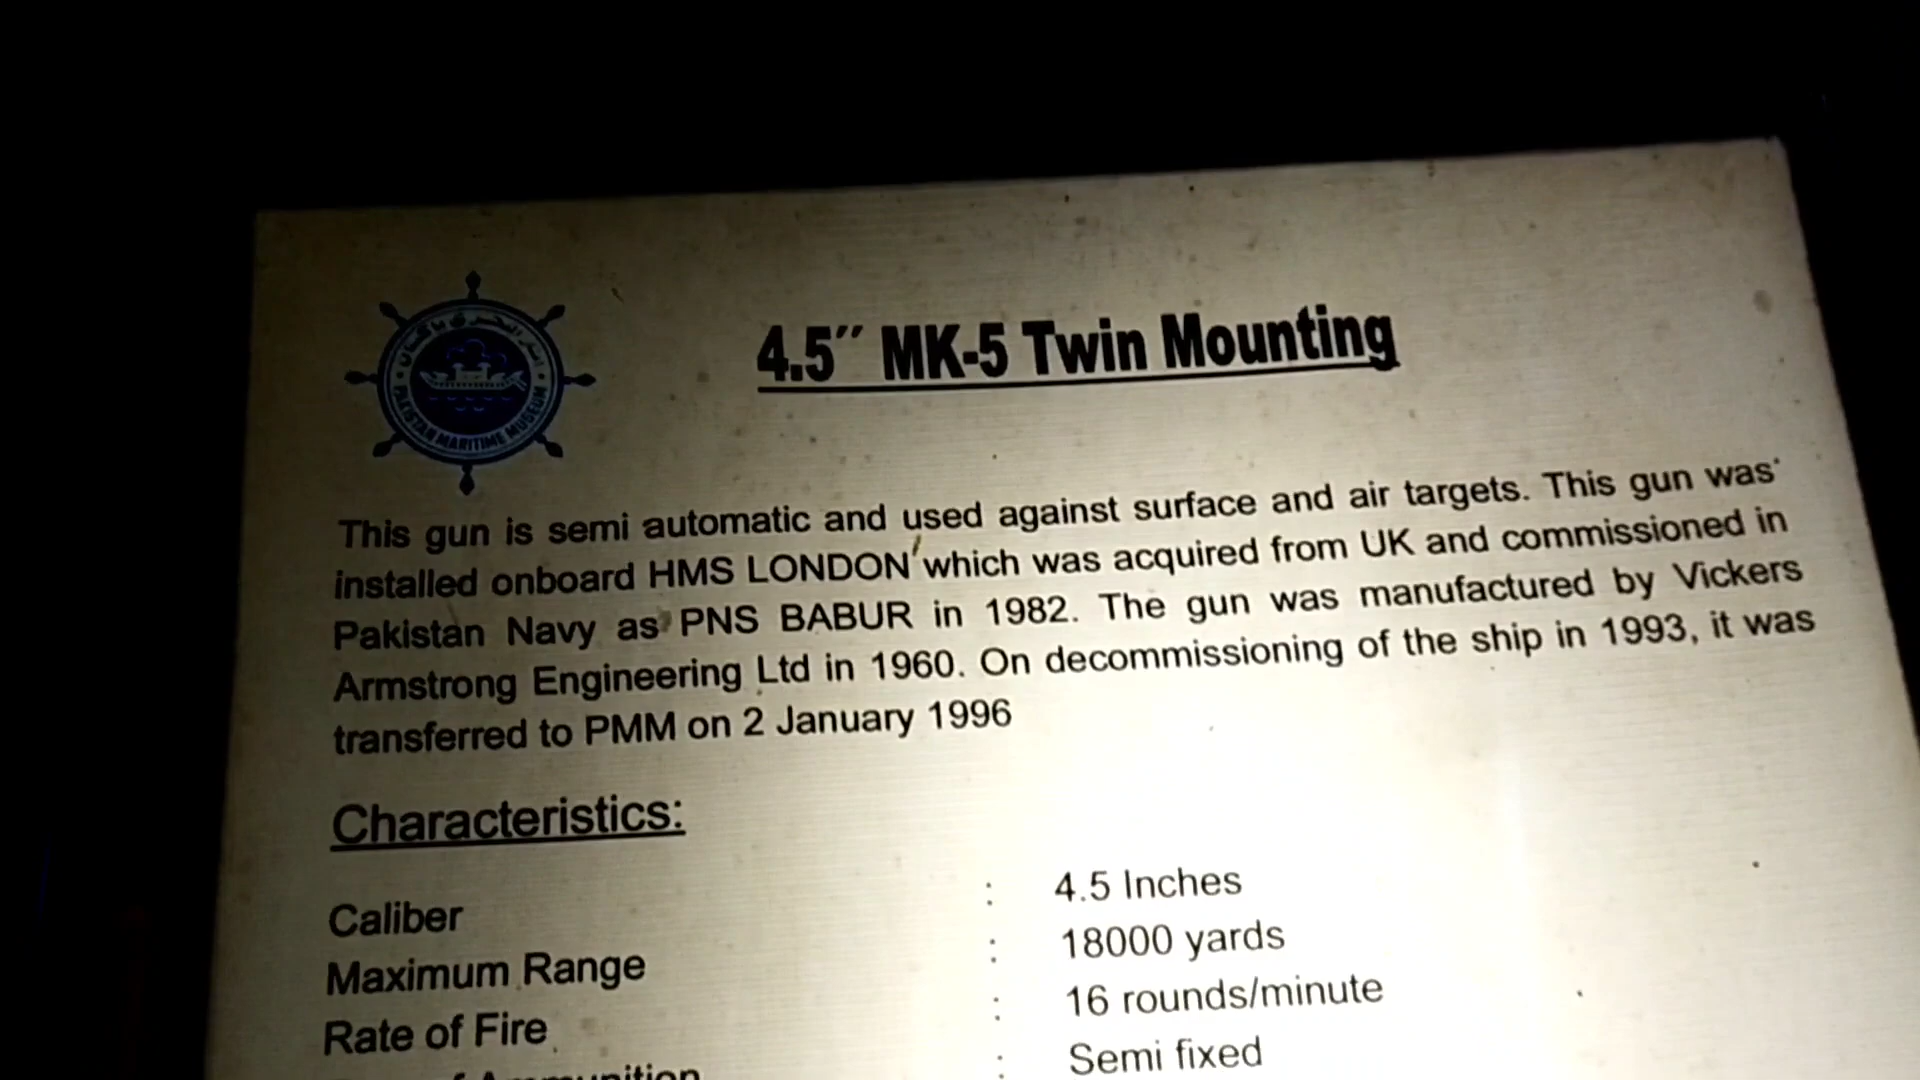 4.5″ MK-5 Twin Mounting
PAKISTAN MARITIME MUSEUM
This gun is semi automatic and used against surface and air targets. This gun was
installed onboard HMS LONDON which was acquired from UK and commissioned in
Pakistan Navy as PNS BABUR in 1982. The gun was manufactured by Vickers
Armstrong Engineering Ltd in 1960. On decommissioning of the ship in 1993, it was
transferred to PMM on 2 January 1996
Characteristics:
Caliber : 4.5 Inches
Maximum Range : 18000 yards
Rate of Fire : 16 rounds/minute
Ammunition : Semi fixed